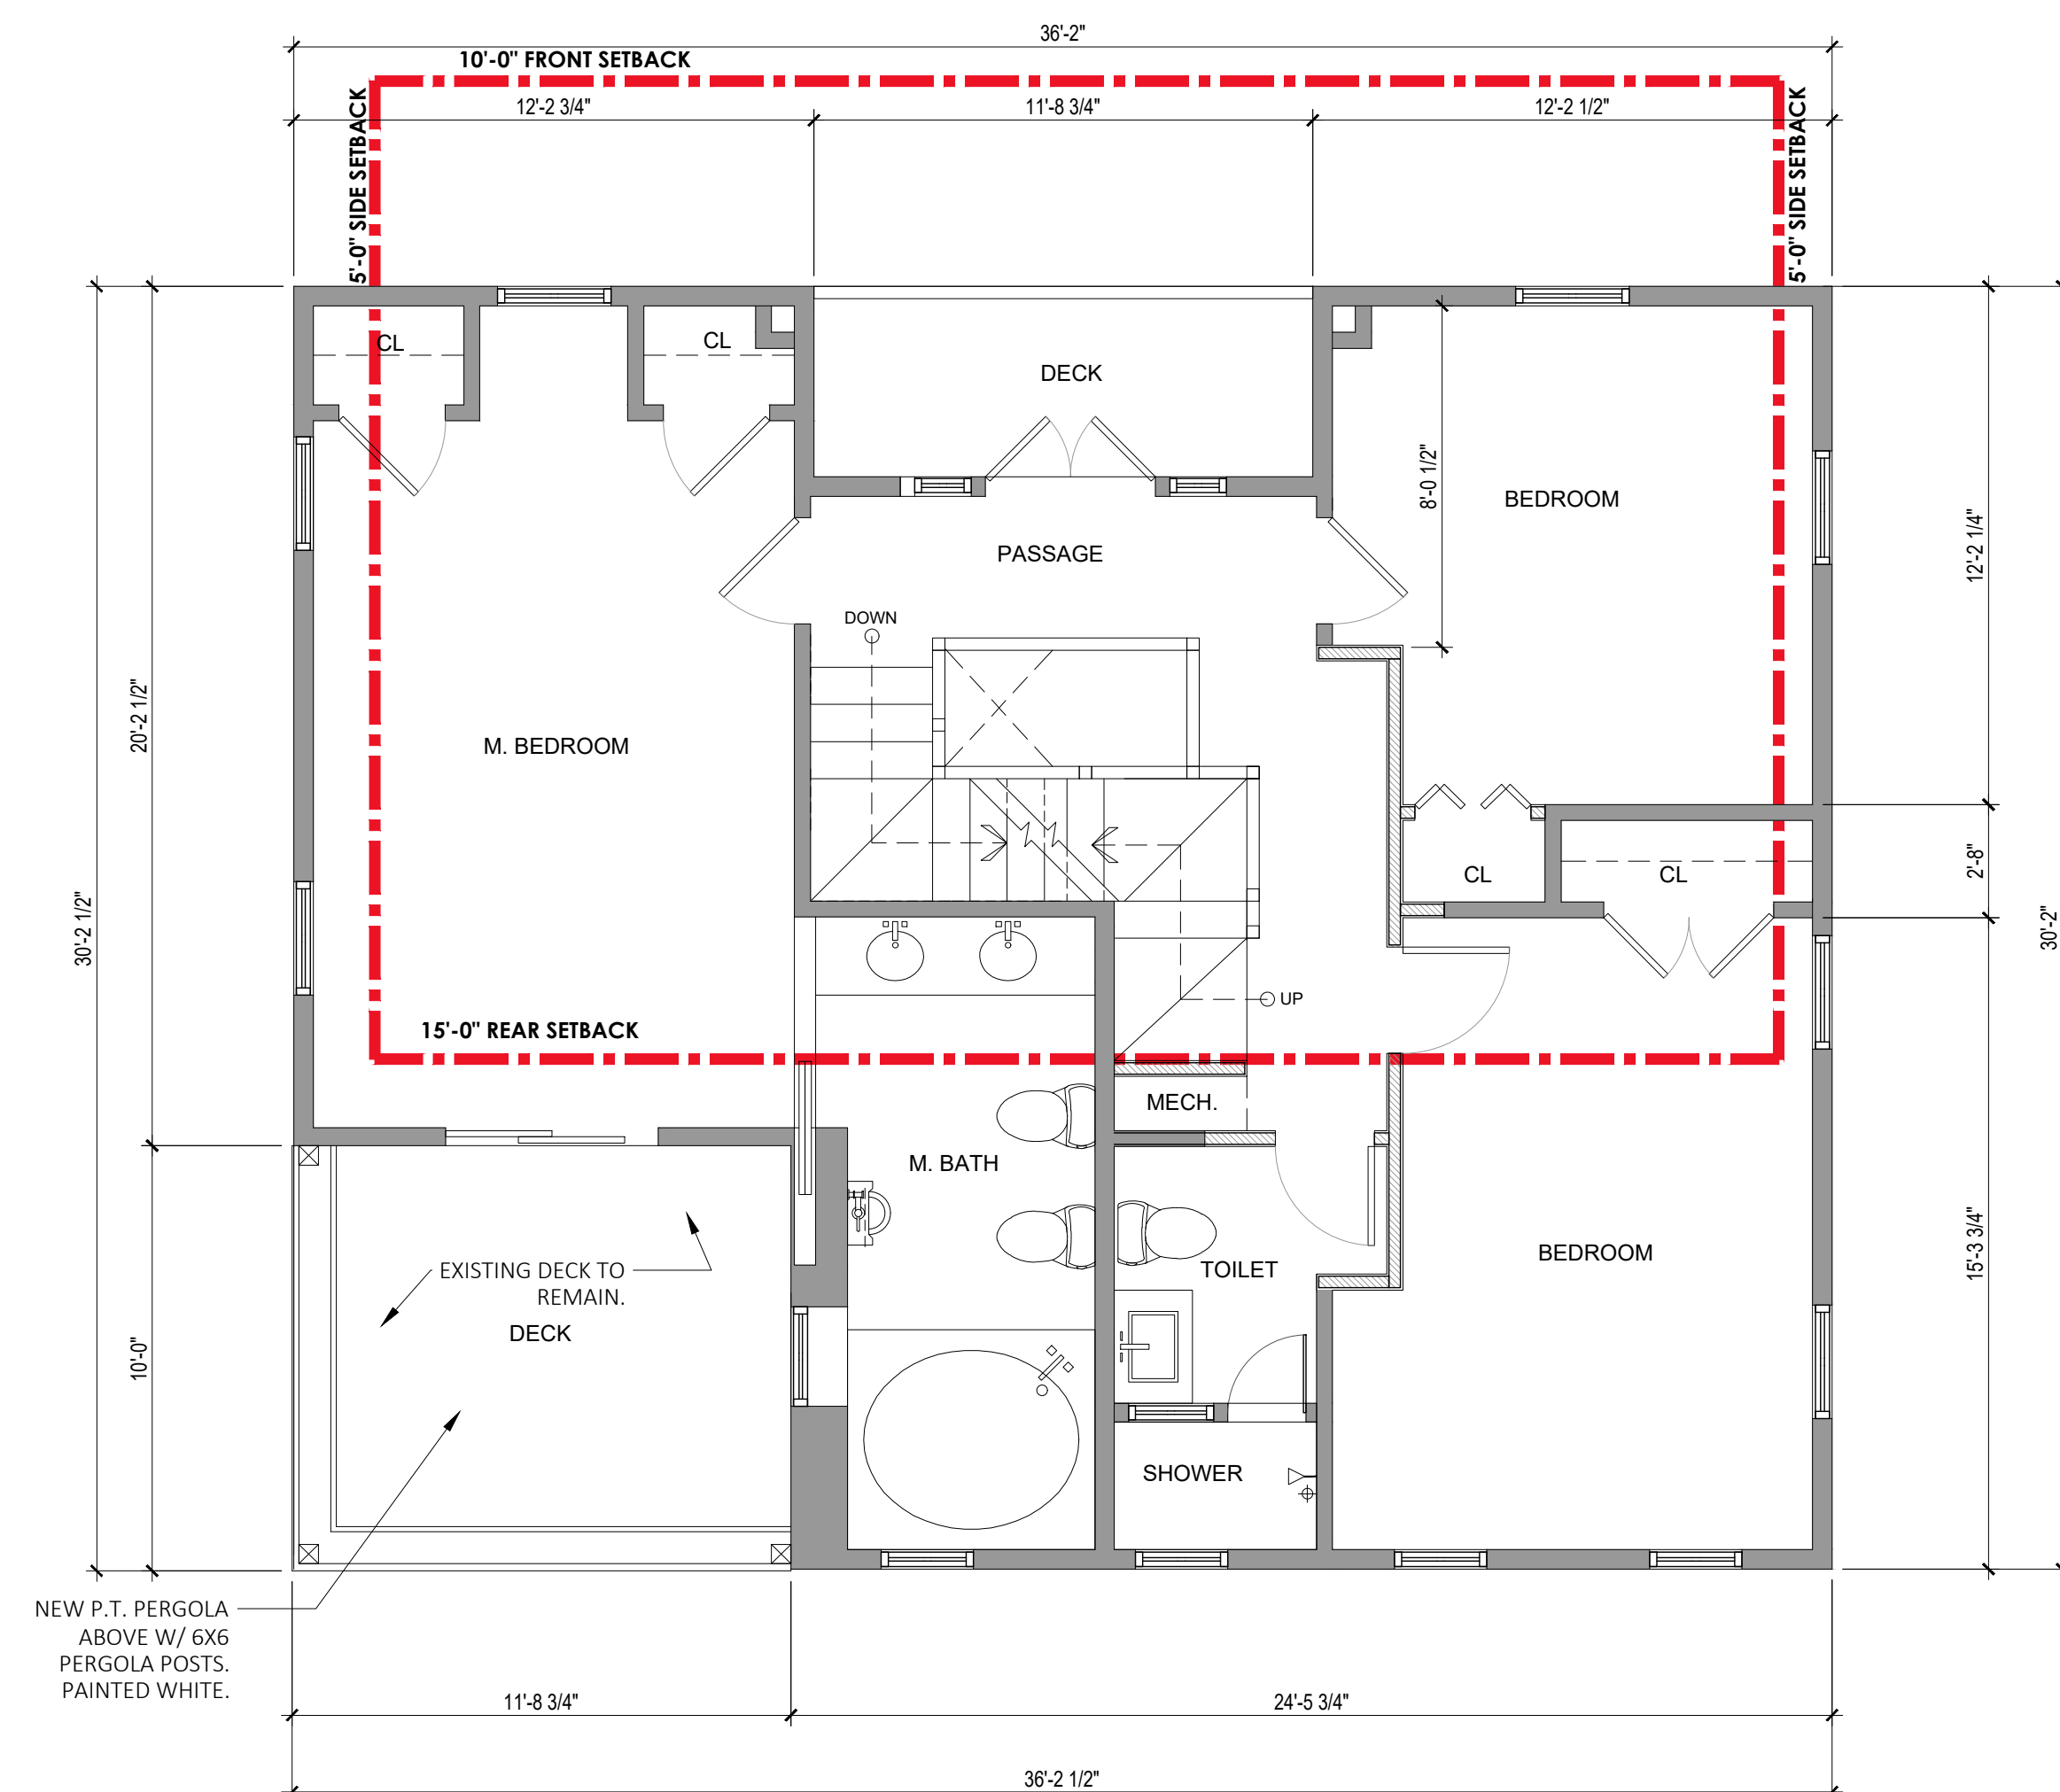 36'-2"
10'-0" FRONT SETBACK
12'-2 3/4"
11'-8 3/4"
12'-2 1/2"
5'-0" SIDE SETBACK
5'-0" SIDE SETBACK
CL
CL
DECK
8'-0 1/2"
BEDROOM
12'-2 1/4"
PASSAGE
DOWN
20'-2 1/2"
M. BEDROOM
30'-2 1/2"
CL
CL
2'-8"
30'-2"
UP
15'-0" REAR SETBACK
MECH.
M. BATH
15'-3 3/4"
BEDROOM
TOILET
EXISTING DECK TO
REMAIN.
DECK
10'-0"
SHOWER
NEW P.T. PERGOLA
ABOVE W/ 6X6
PERGOLA POSTS.
PAINTED WHITE.
11'-8 3/4"
24'-5 3/4"
36'-2 1/2"